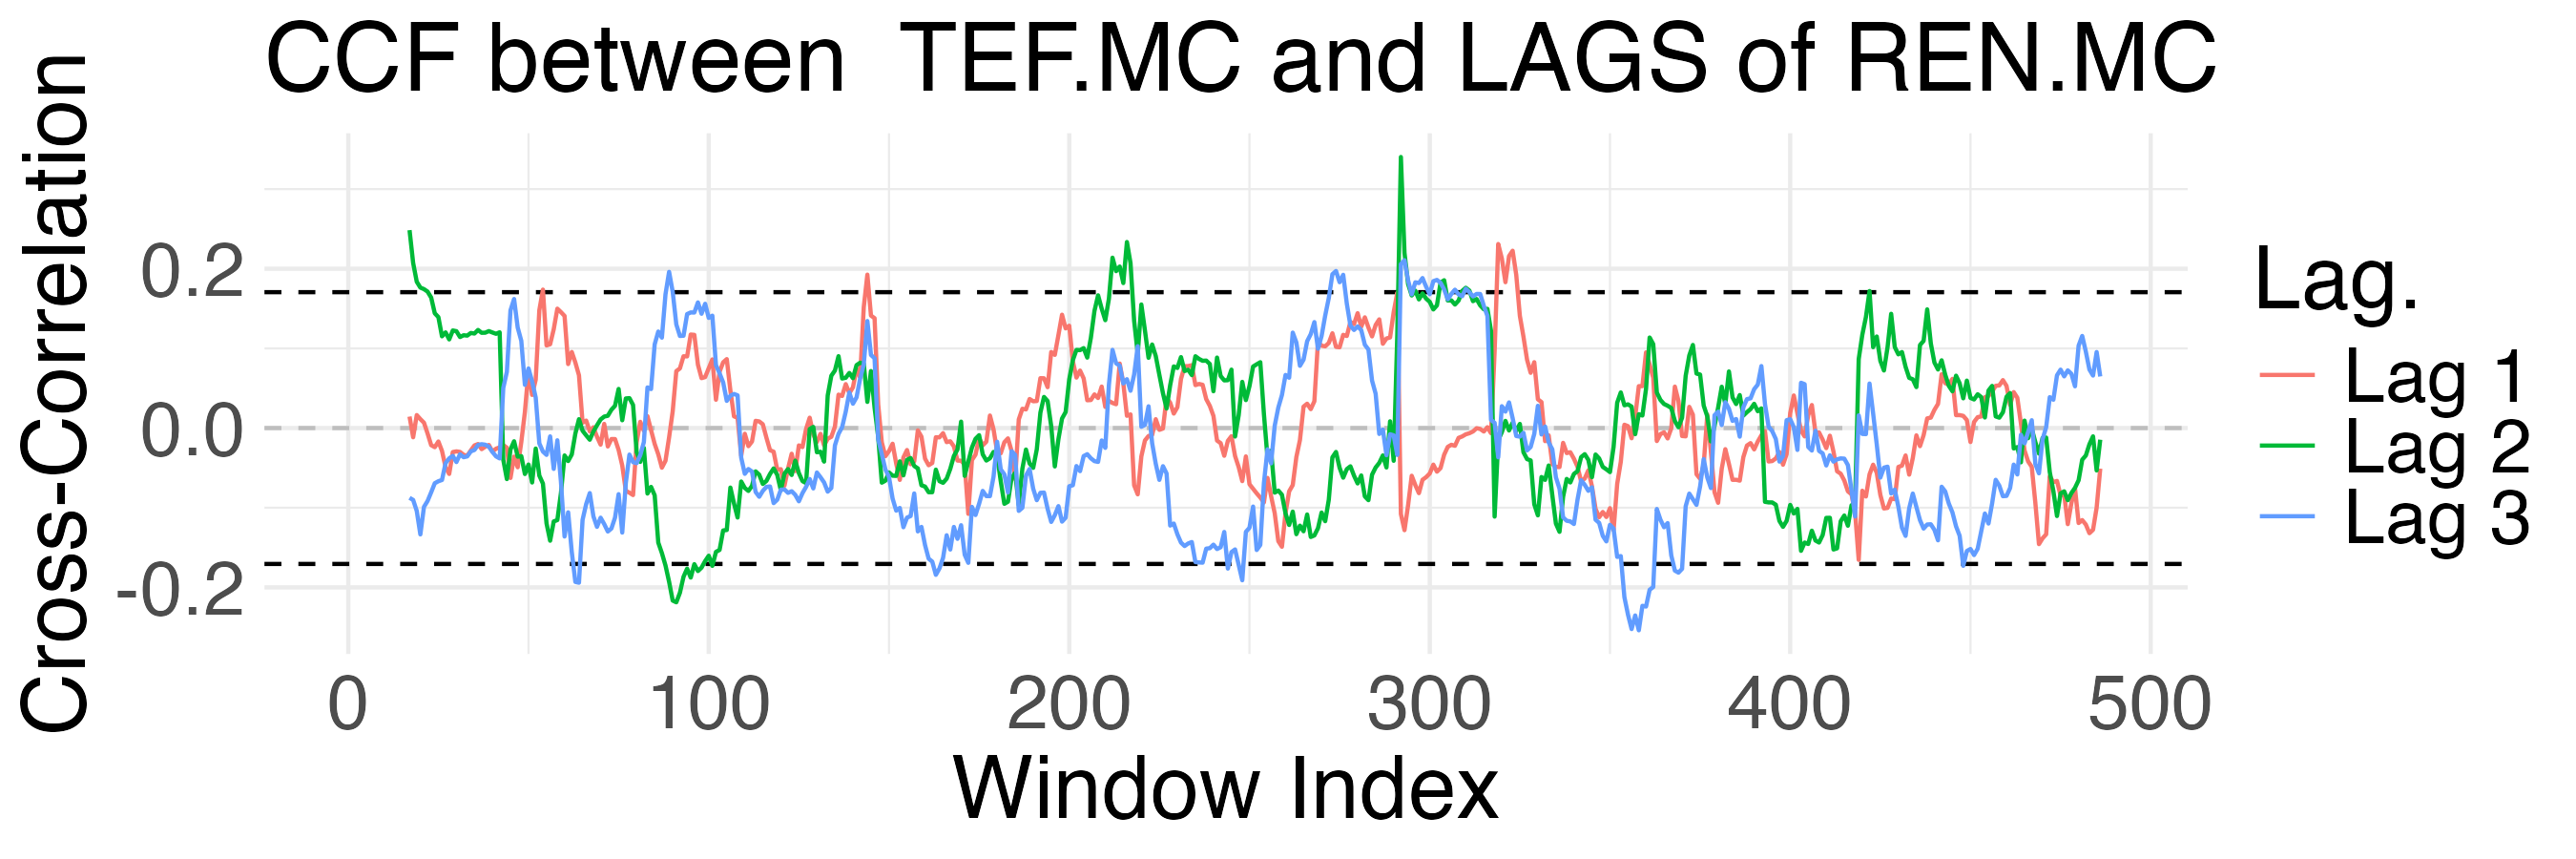 CCF between  TEF.MC and LAGS of REN.MC
Cross-Correlation
0.2
0.0
-0.2
0
100
200
300
400
500
Window Index
Lag.
Lag 1
Lag 2
Lag 3